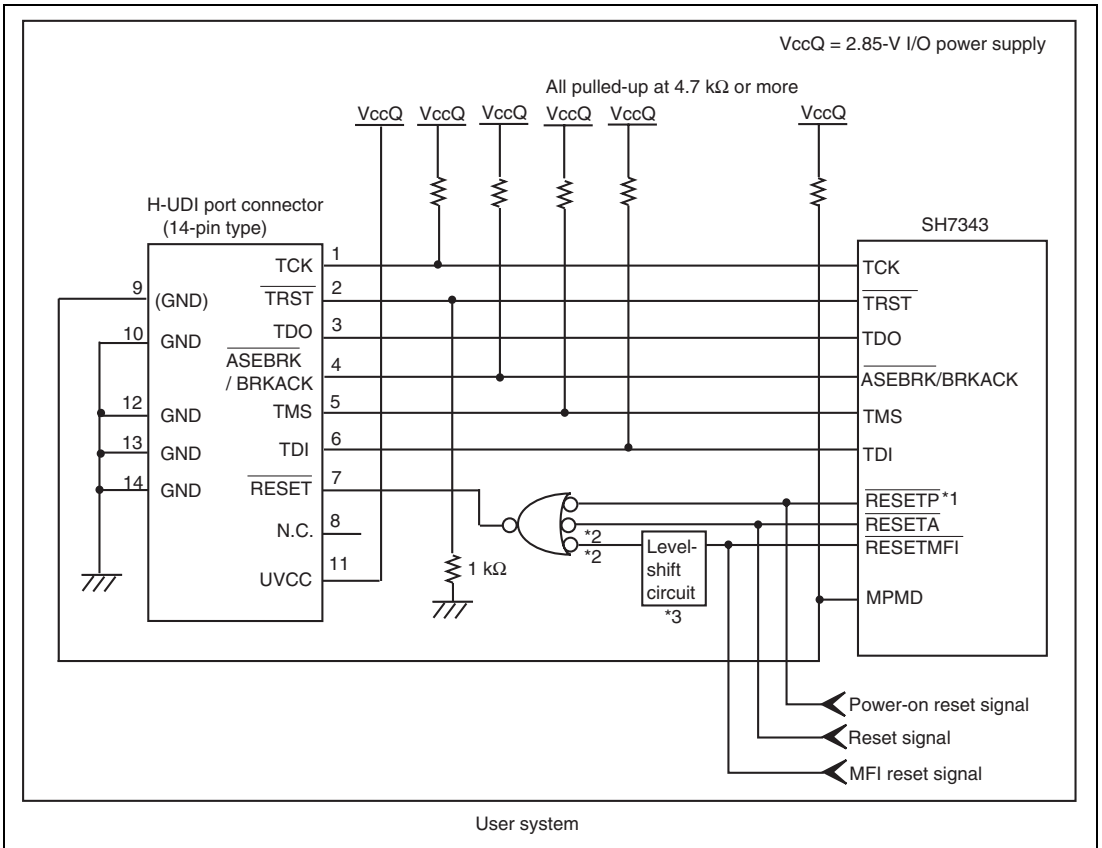 VccQ = 2.85-V I/O power supply
All pulled-up at 4.7 kΩ or more
VccQ VccQ VccQ VccQ VccQ VccQ
H-UDI port connector
(14-pin type)
SH7343
TCK 1 TCK
9 (GND) TRST 2 TRST
10 GND TDO 3 TDO
ASEBRK
/ BRKACK 4 ASEBRK/BRKACK
12 GND TMS 5 TMS
13 GND TDI 6 TDI
14 GND RESET 7 RESETP *1
N.C. 8 *2 RESETA
*2 RESETMFI
Level-
shift
circuit
*3
UVCC 11
1 kΩ
MPMD
Power-on reset signal
Reset signal
MFI reset signal
User system